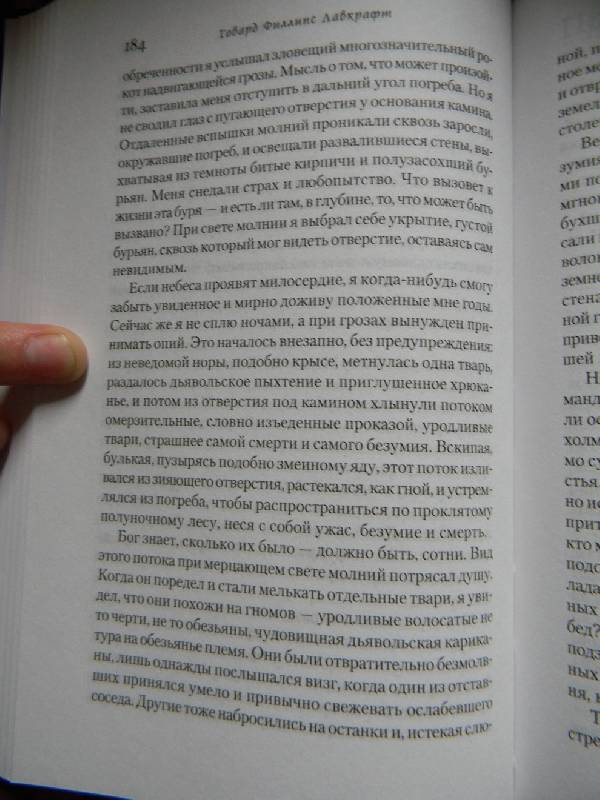 184
Говард Филлипс Лавкрафт
обреченности я услышал зловещий многозначительный ро-
кот надвигающейся грозы. Мысль о том, что может произой-
ти, заставила меня отступить в дальний угол погреба. Но я
не сводил глаз с пугающего отверстия у основания камина.
Отдаленные вспышки молний проникали сквозь заросли,
окружавшие погреб, и освещали развалившиеся стены, вы-
хватывая из темноты битые кирпичи и полузасохший бу-
рьян. Меня снедали страх и любопытство. Что вызовет к
жизни эта буря — и есть ли там, в глубине, то, что может быть
вызвано? При свете молнии я выбрал себе укрытие, густой
бурьян, сквозь который мог видеть отверстие, оставаясь сам
невидимым.
Если небеса проявят милосердие, я когда-нибудь смогу
забыть увиденное и мирно доживу положенные мне годы.
Сейчас же я не сплю ночами, а при грозах вынужден при-
нимать опий. Это началось внезапно, без предупреждения:
из неведомой норы, подобно крысе, метнулась одна тварь,
раздалось дьявольское пыхтение и приглушенное хрюка-
нье, и потом из отверстия под камином хлынули потоком
омерзительные, словно изъеденные проказой, уродливые
твари, страшнее самой смерти и самого безумия. Вскипая,
булькая, пузырясь подобно змеиному яду, этот поток изли-
вался из зияющего отверстия, растекался, как гной, и устрем-
лялся из погреба, чтобы распространиться по проклятому
полуночному лесу, неся с собой ужас, безумие и смерть.
Бог знает, сколько их было — должно быть, сотни. Вид
этого потока при мерцающем свете молний потрясал душу.
Когда он поредел и стали мелькать отдельные твари, я уви-
дел, что они похожи на гномов — уродливые волосатые не
то черти, не то обезьяны, чудовищная дьявольская карика-
тура на обезьянье племя. Они были отвратительно безмолв-
ны, лишь однажды послышался визг, когда один из отстав-
ших принялся умело и привычно свежевать ослабевшего
соседа. Другие тоже набросились на останки и, истекая слю-